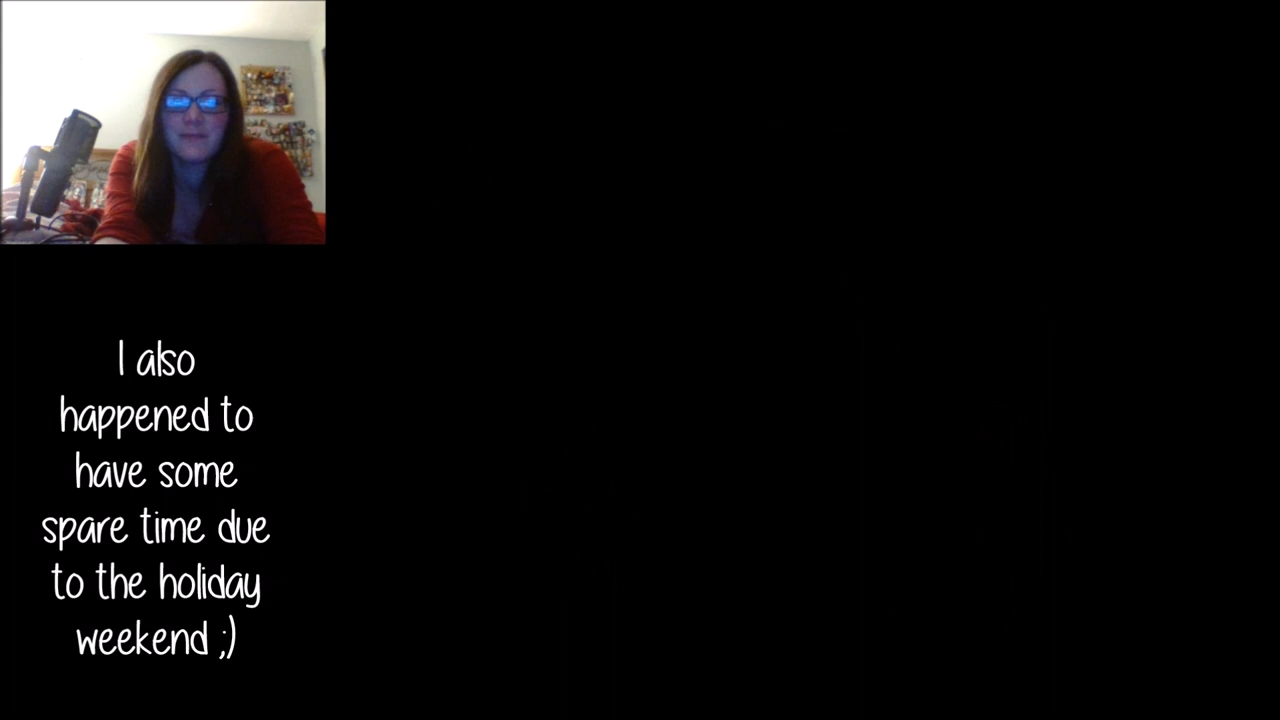 I also
happened to
have some
spare time due
to the holiday
weekend ;)